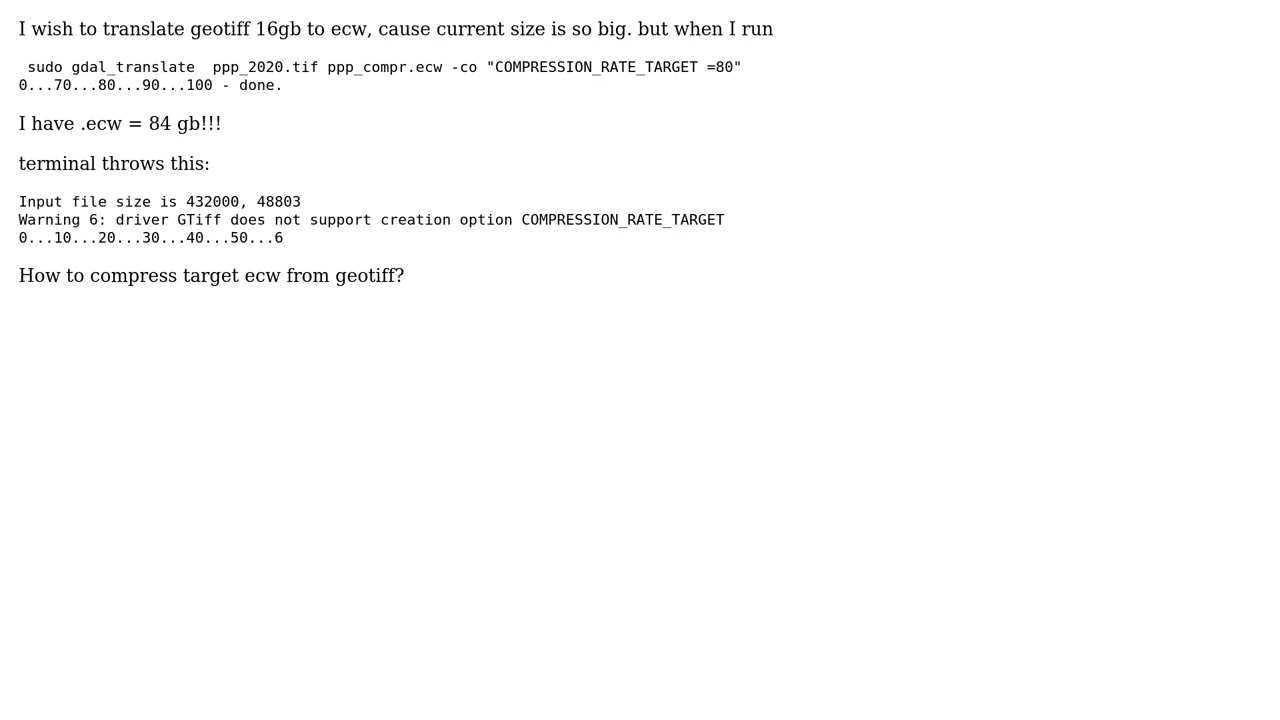 I wish to translate geotiff 16gb to ecw, cause current size is so big. but when I run
sudo gdal_translate  ppp_2020.tif ppp_compr.ecw -co "COMPRESSION_RATE_TARGET =80"
0...70...80...90...100 - done.
I have .ecw = 84 gb!!!
terminal throws this:
Input file size is 432000, 48803
Warning 6: driver GTiff does not support creation option COMPRESSION_RATE_TARGET
0...10...20...30...40...50...6
How to compress target ecw from geotiff?